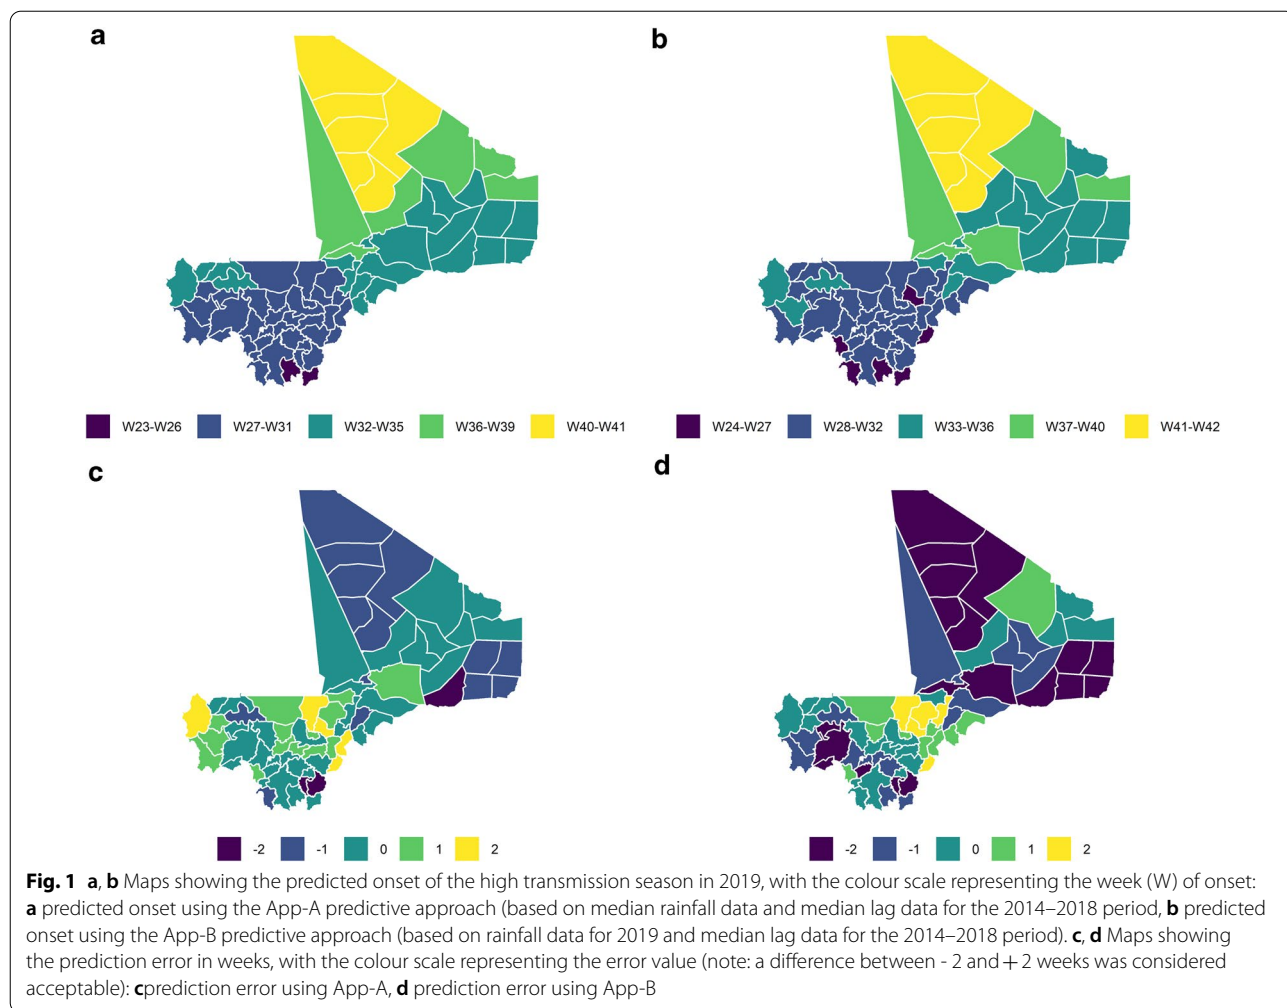 a
b
W23-W26 W27-W31 W32-W35 W36-W39 W40-W41
W24-W27 W28-W32 W33-W36 W37-W40 W41-W42
c
d
-2 -1 0 1 2
-2 -1 0 1 2
Fig. 1 a, b Maps showing the predicted onset of the high transmission season in 2019, with the colour scale representing the week (W) of onset:
a predicted onset using the App-A predictive approach (based on median rainfall data and median lag data for the 2014–2018 period, b predicted
onset using the App-B predictive approach (based on rainfall data for 2019 and median lag data for the 2014–2018 period). c, d Maps showing
the prediction error in weeks, with the colour scale representing the error value (note: a difference between - 2 and + 2 weeks was considered
acceptable): cprediction error using App-A, d prediction error using App-B